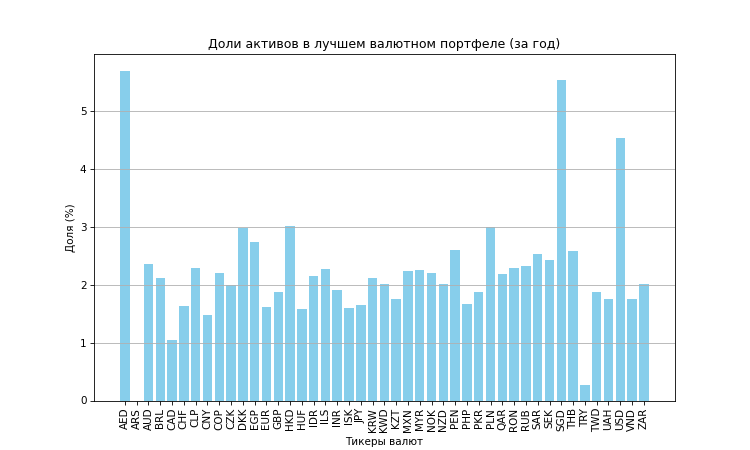 Доли активов в лучшем валютном портфеле (за год)
Доля (%)
5
4
3
2
1
0
AED ARS AUD BRL CAD CHF CLP CNY COP CZK DKK EGP EUR GBP HKD HUF IDR ILS INR ISK JPY KRW KWD KZT MXN MYR NOK NZD PEN PHP PKR PLN QAR RON RUB SAR SEK SGD THB TRY TWD UAH USD VND ZAR
Тикеры валют